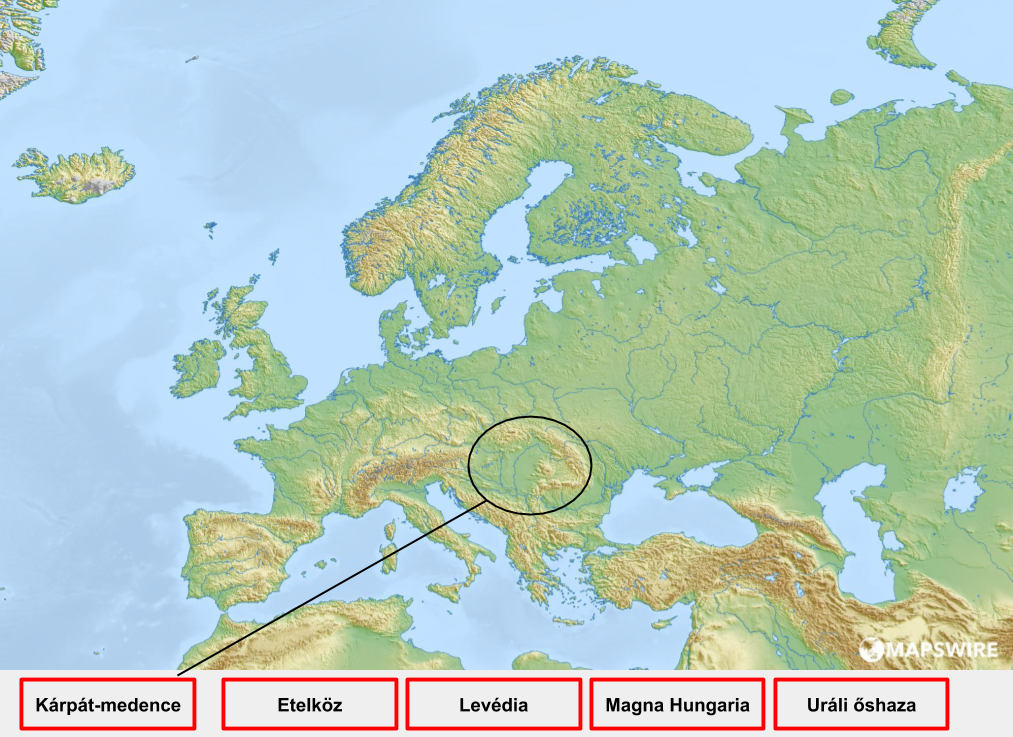 MAPSWIRE
Kárpát-medence
Etelköz
Levédia
Magna Hungaria
Uráli őshaza